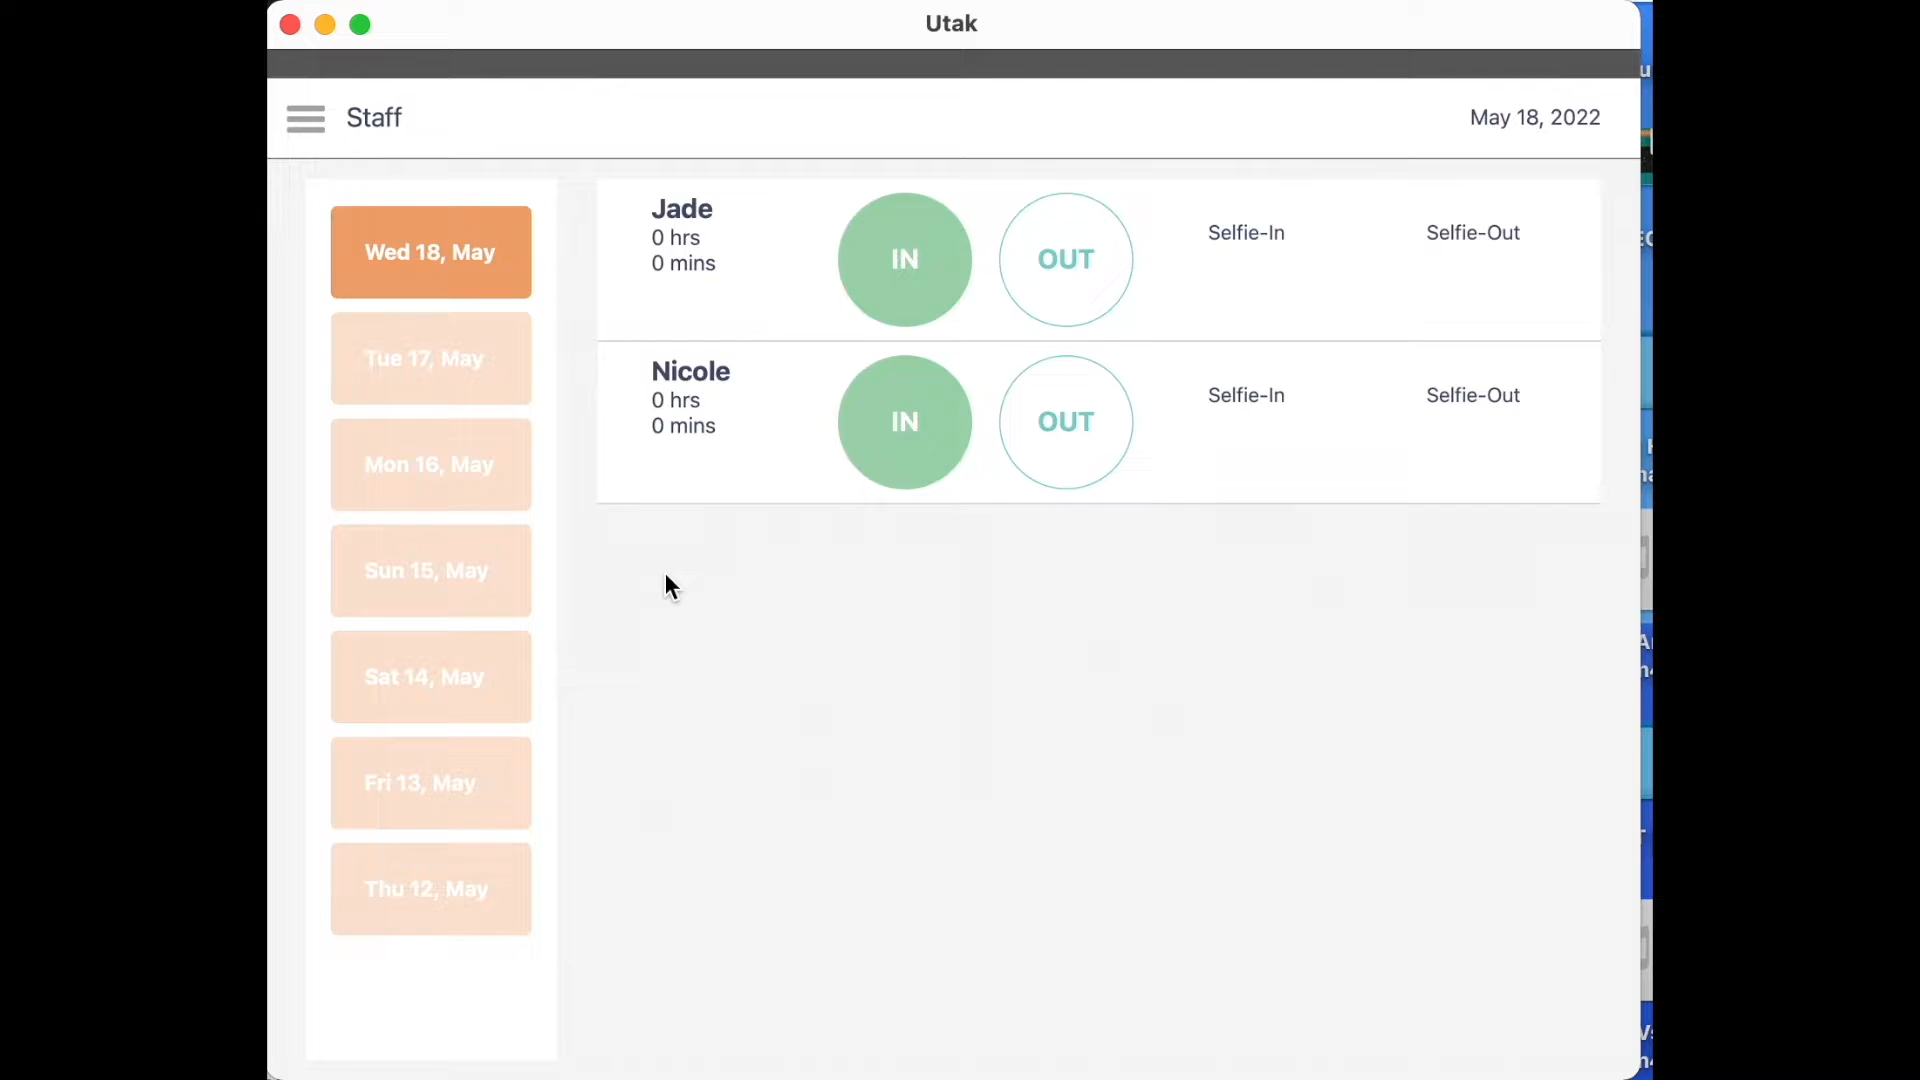 Utak
Staff
May 18, 2022
Wed 18, May
Tue 17, May
Mon 16, May
Sun 15, May
Sat 14, May
Fri 13, May
Thu 12, May
Jade
0 hrs
0 mins
IN
OUT
Selfie-In
Selfie-Out
Nicole
0 hrs
0 mins
IN
OUT
Selfie-In
Selfie-Out